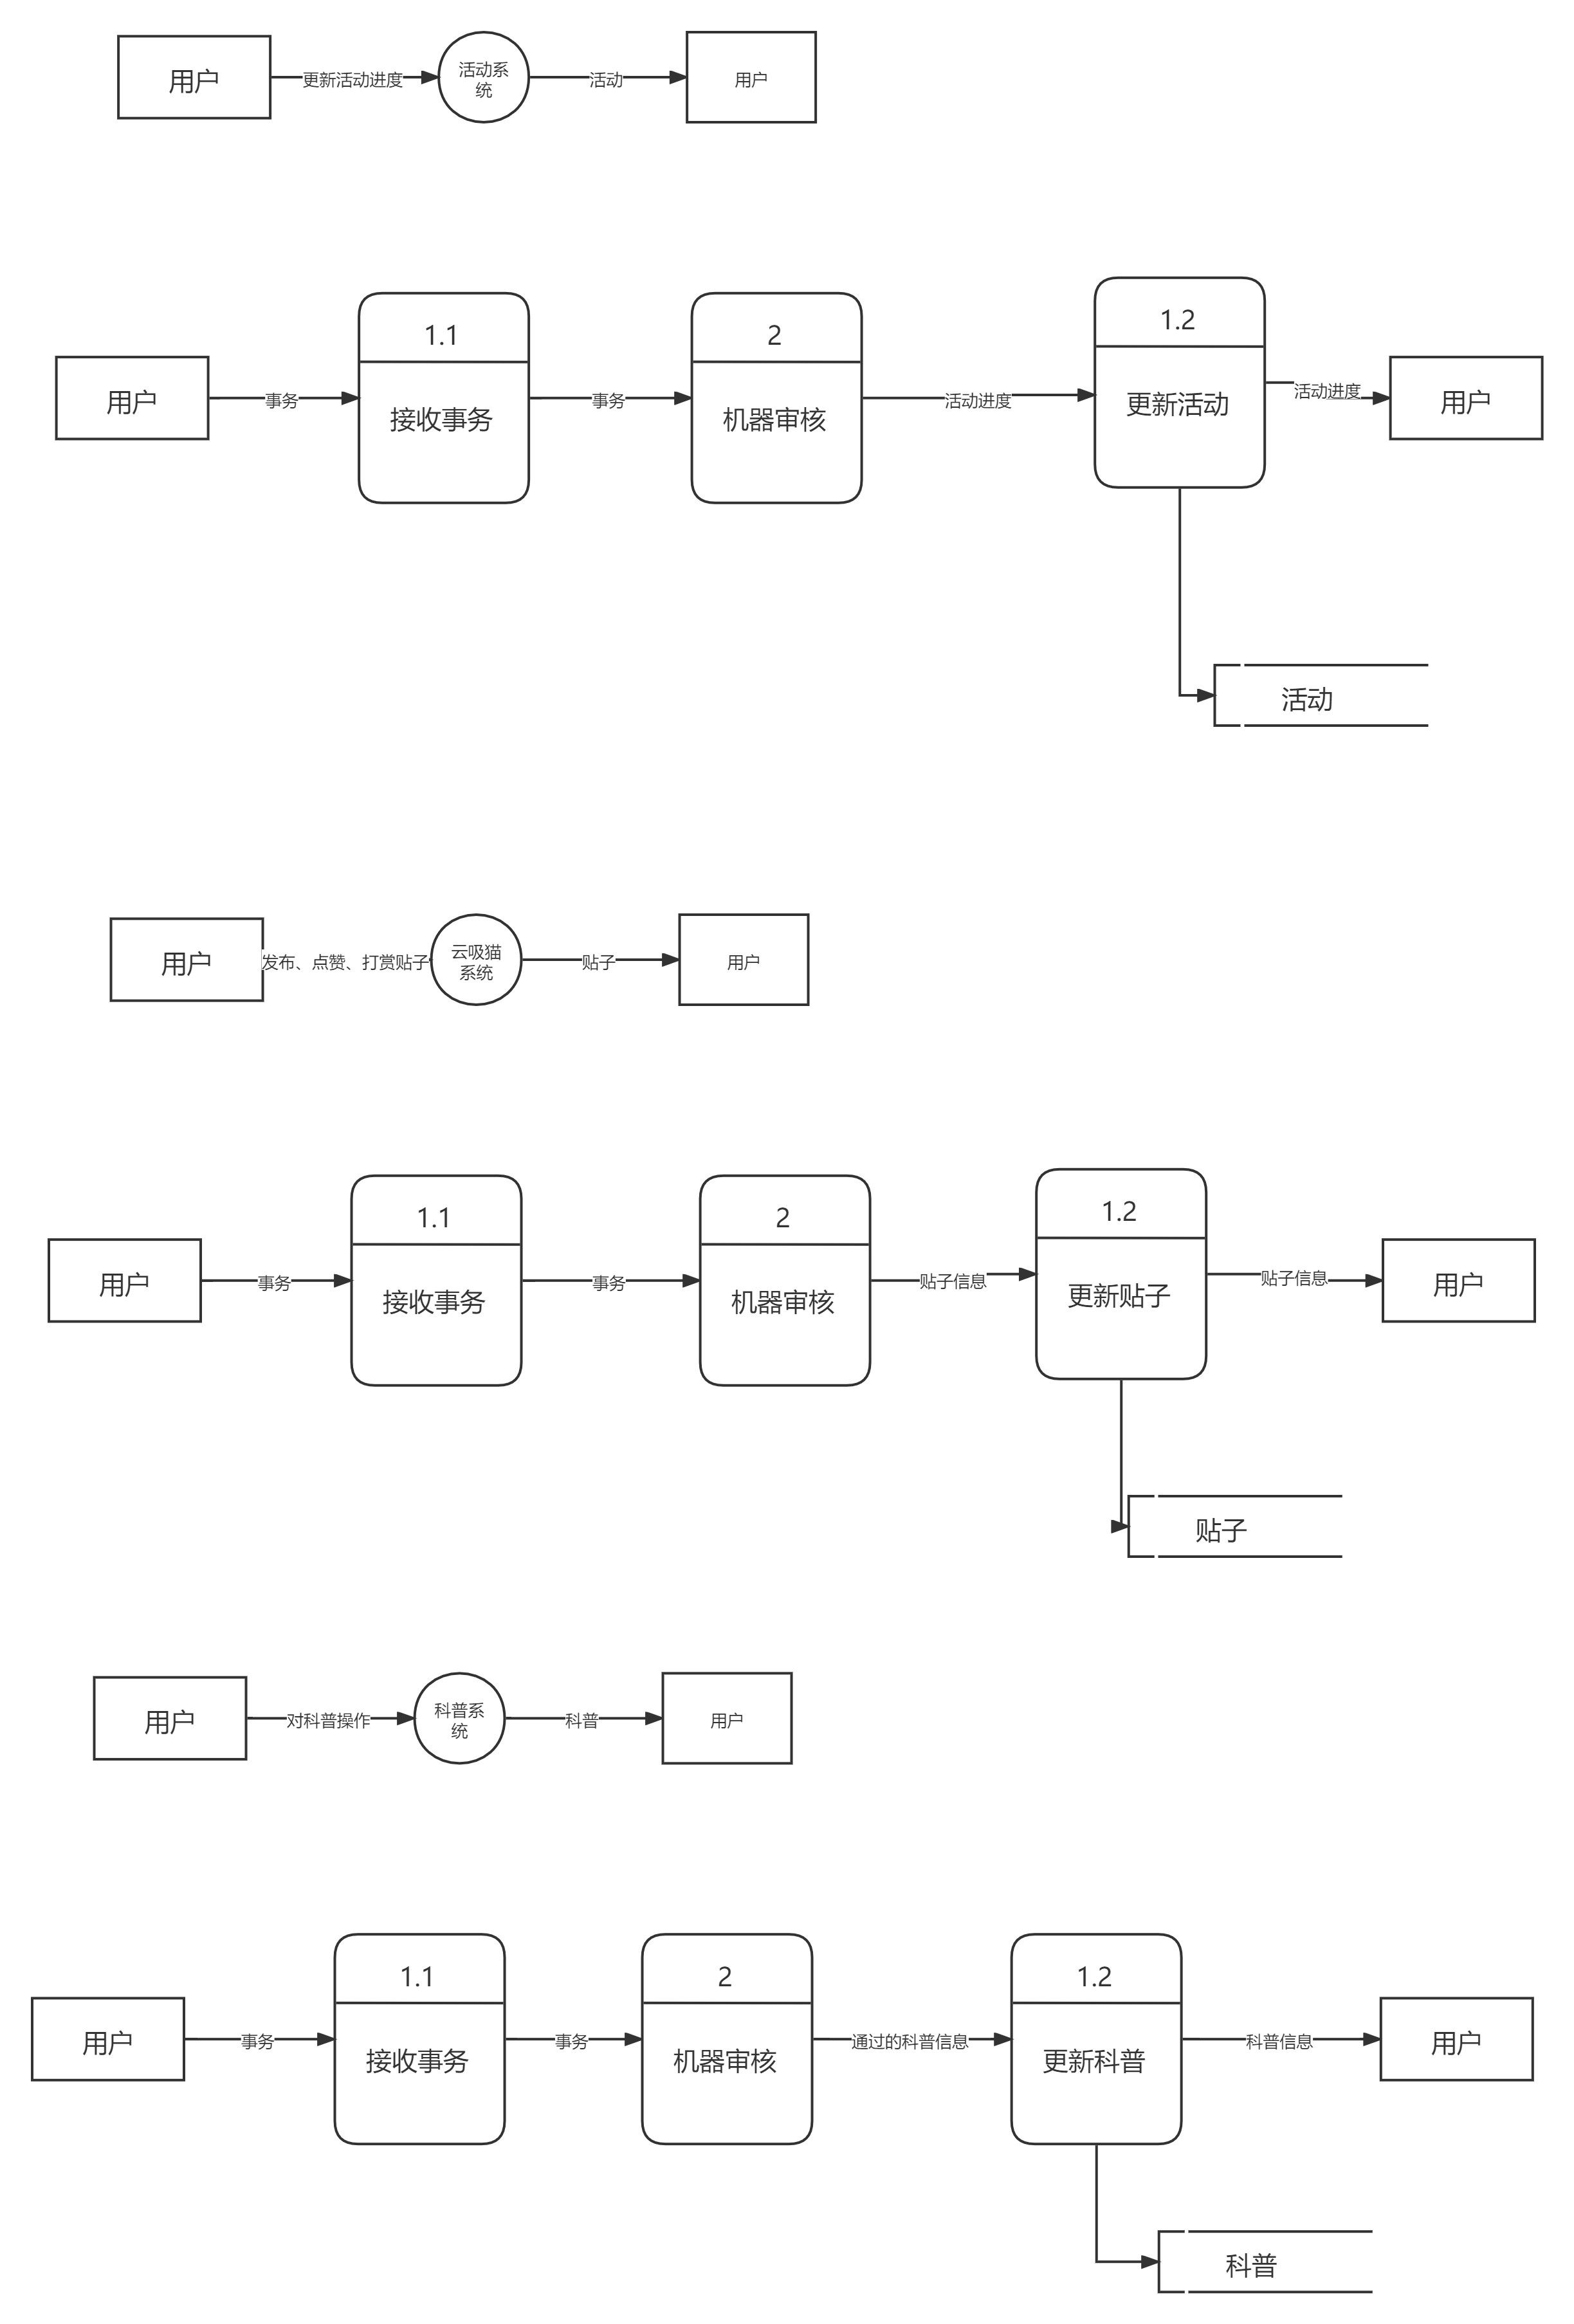 用户
更新活动进度
活动系
统
活动
用户
用户
事务
1.1
接收事务
事务
2
机器审核
活动进度
1.2
更新活动
活动进度
用户
活动
用户
发布、点赞、打赏贴子
云吸猫
系统
贴子
用户
用户
事务
1.1
接收事务
事务
2
机器审核
贴子信息
1.2
更新贴子
贴子信息
用户
贴子
用户
对科普操作
科普系
统
科普
用户
用户
事务
1.1
接收事务
事务
2
机器审核
通过的科普信息
1.2
更新科普
科普信息
用户
科普